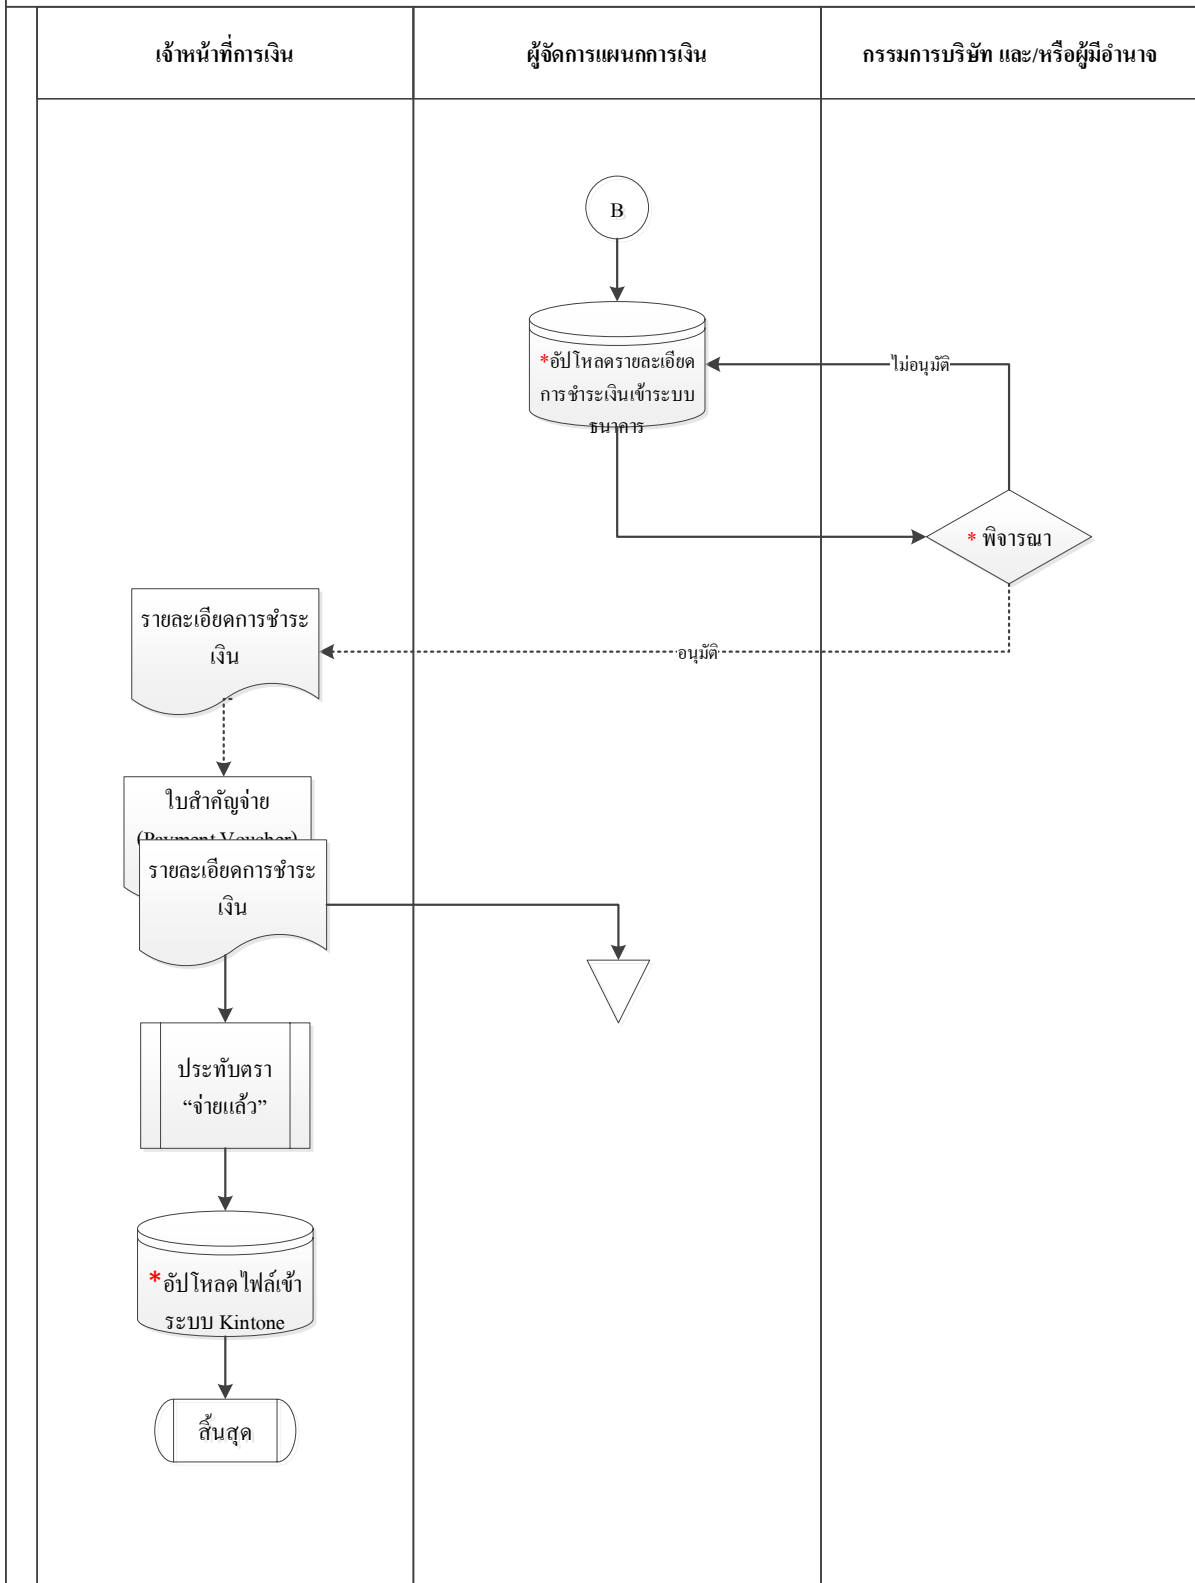 เจ้าหน้าที่การเงิน
ผู้จัดการแผนกการเงิน
กรรมการบริษัท และ/หรือผู้มีอำนาจ
B
*อัปโหลดรายละเอียด
การชำระเงินเข้าระบบ
ธนาคาร
ไม่อนุมัติ
* พิจารณา
รายละเอียดการชำระ
เงิน
อนุมัติ
ใบสำคัญจ่าย
(Payment Voucher)
รายละเอียดการชำระ
เงิน
ประทับตรา
“จ่ายแล้ว”
*อัปโหลดไฟล์เข้า
ระบบ Kintone
สิ้นสุด